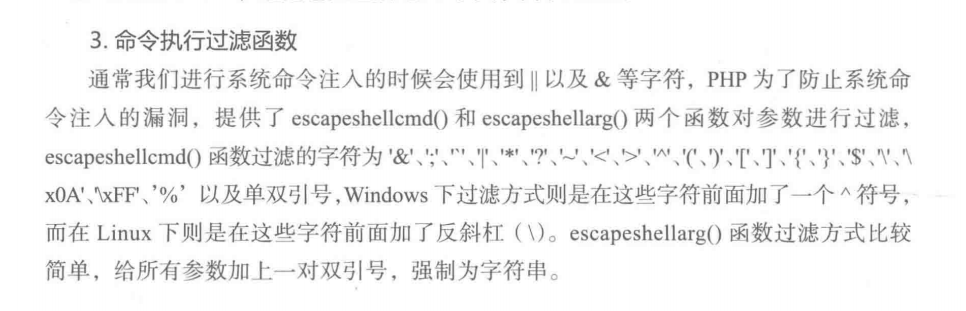 3. 命令执行过滤函数
通常我们进行系统命令注入的时候会使用到 || 以及 & 等字符，PHP 为了防止系统命
令注入的漏洞，提供了 escapeshellcmd() 和 escapeshellarg() 两个函数对参数进行过滤，
escapeshellcmd() 函数过滤的字符为 '&'、';'、'`'、'|'、'*'、'?'、'~'、'<'、'>'、'^'、'('、')'、'['、']'、'{'、'}'、'$'、'\'、'\
x0A'、'\xFF'、'%' 以及单双引号，Windows 下过滤方式则是在这些字符前面加了一个 ^ 符号，
而在 Linux 下则是在这些字符前面加了反斜杠（\）。escapeshellarg() 函数过滤方式比较
简单，给所有参数加上一对双引号，强制为字符串。